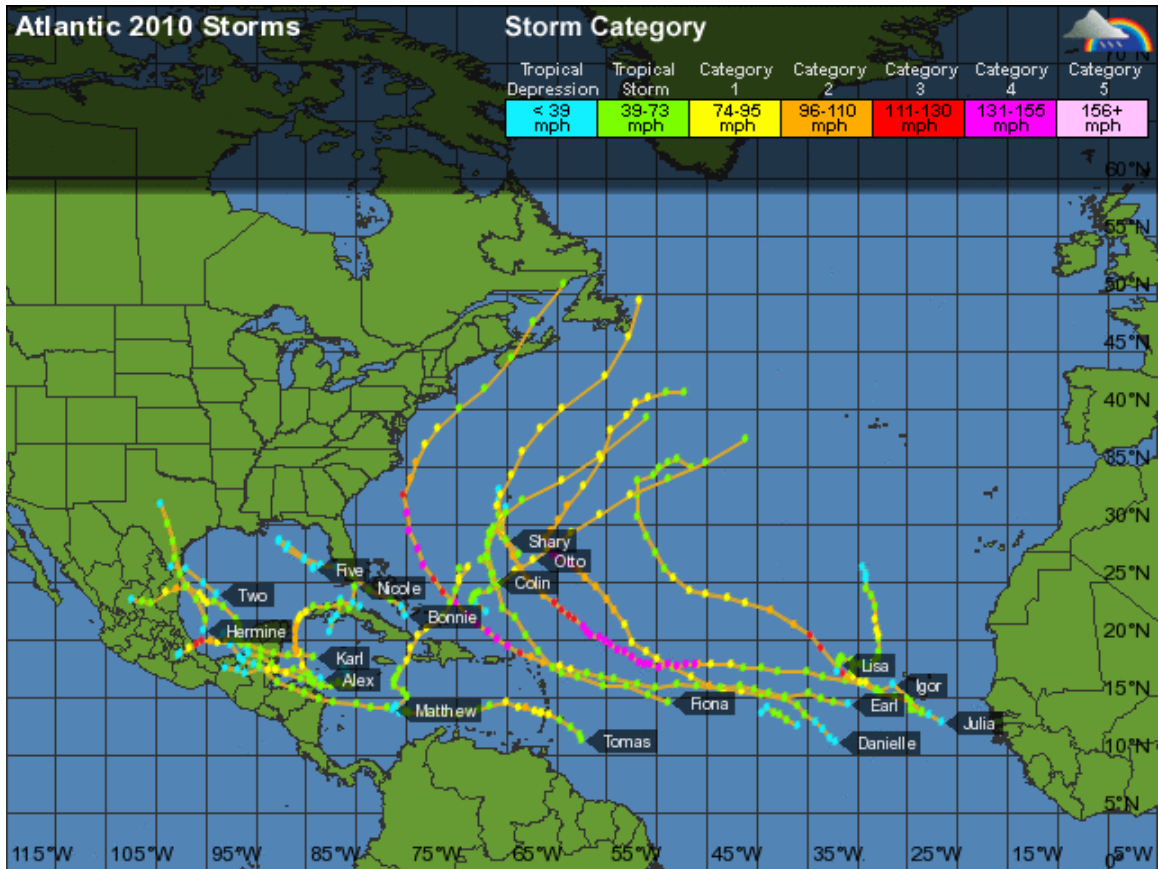 Atlantic 2010 Storms
Storm Category
Tropical Depression
< 39 mph
Tropical Storm
39-73 mph
Category 1
74-95 mph
Category 2
96-110 mph
Category 3
111-130 mph
Category 4
131-155 mph
Category 5
156+ mph
70°N
60°N
55°N
50°N
45°N
40°N
35°N
30°N
25°N
20°N
15°N
10°N
5°N
0°
Shary
Otto
Five
Colin
Nicole
Two
Bonnie
Hermine
Karl
Lisa
Alex
Igor
Fiona
Earl
Matthew
Julia
Tomas
Danielle
115°W
105°W
95°W
85°W
75°W
65°W
55°W
45°W
35°W
25°W
15°W
5°W